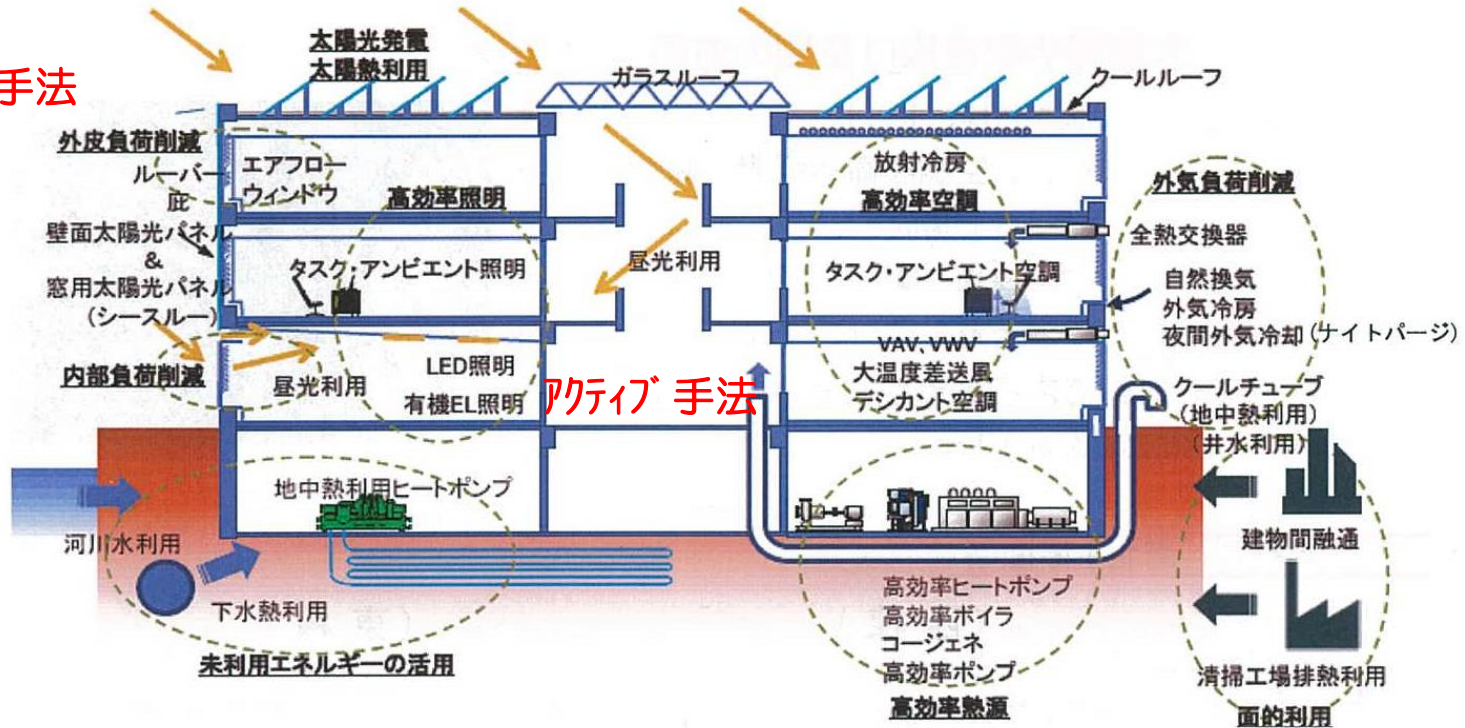 手法
太陽光発電
太陽熱利用
ガラスルーフ
クールルーフ
外皮負荷削減
ルーバー
庇
エアフロー
ウィンドウ
高効率照明
放射冷房
高効率空調
外気負荷削減
壁面太陽光パネル
&
窓用太陽光パネル
(シースルー)
タスク・アンビエント照明
昼光利用
タスク・アンビエント空調
全熱交換器
自然換気
外気冷房
夜間外気冷却(ナイトパージ)
内部負荷削減
昼光利用
LED照明
有機EL照明
アクティブ 手法
VAV、VWV
大温度差送風
デシカント空調
クールチューブ
(地中熱利用)
(井水利用)
地中熱利用ヒートポンプ
河川水利用
下水熱利用
未利用エネルギーの活用
高効率ヒートポンプ
高効率ボイラ
コージェネ
高効率ポンプ
高効率熱源
建物間融通
清掃工場排熱利用
面的利用